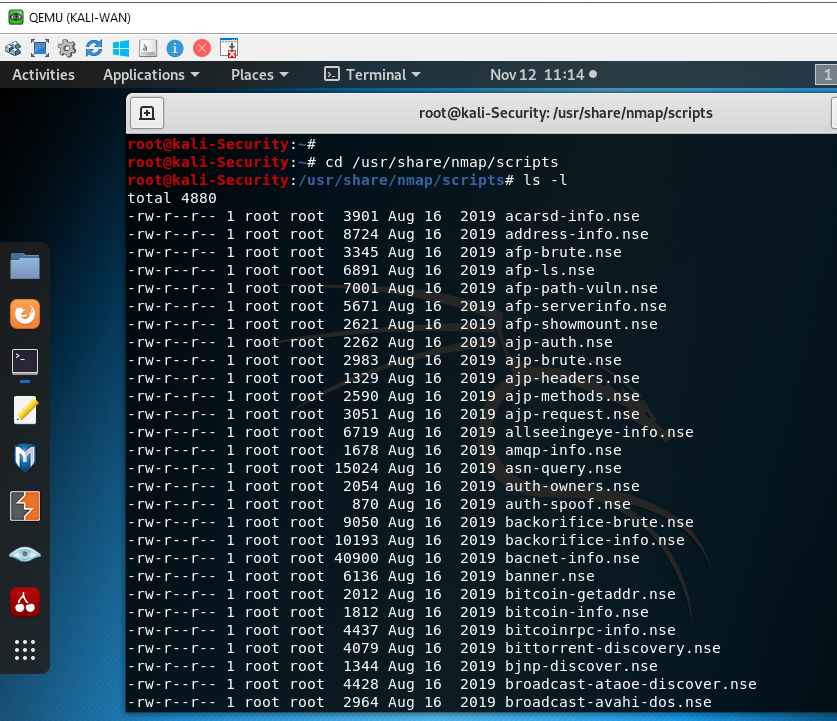 QEMU (KALI-WAN)
Activities Applications Places Terminal Nov 12 11:14 1
root@kali-Security: /usr/share/nmap/scripts
root@kali-Security:~#
root@kali-Security:~# cd /usr/share/nmap/scripts
root@kali-Security:/usr/share/nmap/scripts# ls -l
total 4880
-rw-r--r-- 1 root root  3901 Aug 16  2019 acarsd-info.nse
-rw-r--r-- 1 root root  8724 Aug 16  2019 address-info.nse
-rw-r--r-- 1 root root  3345 Aug 16  2019 afp-brute.nse
-rw-r--r-- 1 root root  6891 Aug 16  2019 afp-ls.nse
-rw-r--r-- 1 root root  7001 Aug 16  2019 afp-path-vuln.nse
-rw-r--r-- 1 root root  5671 Aug 16  2019 afp-serverinfo.nse
-rw-r--r-- 1 root root  2621 Aug 16  2019 afp-showmount.nse
-rw-r--r-- 1 root root  2262 Aug 16  2019 ajp-auth.nse
-rw-r--r-- 1 root root  2983 Aug 16  2019 ajp-brute.nse
-rw-r--r-- 1 root root  1329 Aug 16  2019 ajp-headers.nse
-rw-r--r-- 1 root root  2590 Aug 16  2019 ajp-methods.nse
-rw-r--r-- 1 root root  3051 Aug 16  2019 ajp-request.nse
-rw-r--r-- 1 root root  6719 Aug 16  2019 allseeingeye-info.nse
-rw-r--r-- 1 root root  1678 Aug 16  2019 amqp-info.nse
-rw-r--r-- 1 root root 15024 Aug 16  2019 asn-query.nse
-rw-r--r-- 1 root root  2054 Aug 16  2019 auth-owners.nse
-rw-r--r-- 1 root root   870 Aug 16  2019 auth-spoof.nse
-rw-r--r-- 1 root root  9050 Aug 16  2019 backorifice-brute.nse
-rw-r--r-- 1 root root 10193 Aug 16  2019 backorifice-info.nse
-rw-r--r-- 1 root root 40900 Aug 16  2019 bacnet-info.nse
-rw-r--r-- 1 root root  6136 Aug 16  2019 banner.nse
-rw-r--r-- 1 root root  2012 Aug 16  2019 bitcoin-getaddr.nse
-rw-r--r-- 1 root root  1812 Aug 16  2019 bitcoin-info.nse
-rw-r--r-- 1 root root  4437 Aug 16  2019 bitcoinrpc-info.nse
-rw-r--r-- 1 root root  4079 Aug 16  2019 bittorrent-discovery.nse
-rw-r--r-- 1 root root  1344 Aug 16  2019 bjnp-discover.nse
-rw-r--r-- 1 root root  4428 Aug 16  2019 broadcast-ataoe-discover.nse
-rw-r--r-- 1 root root  2964 Aug 16  2019 broadcast-avahi-dos.nse